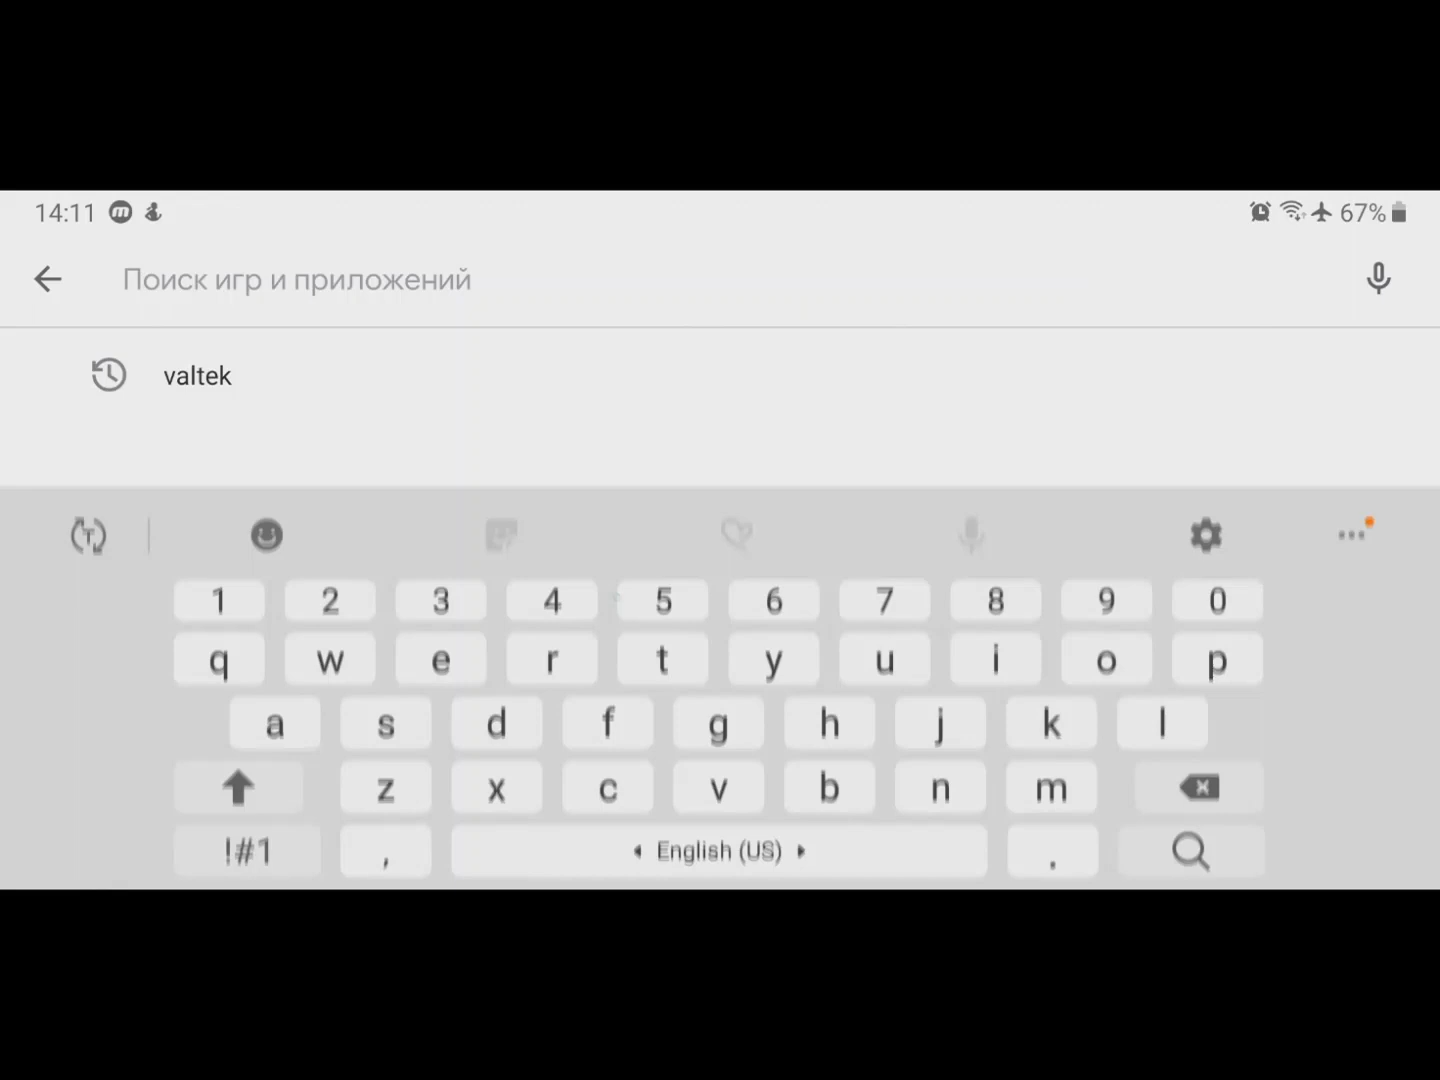 14:11 67%
Поиск игр и приложений
valtek
1 2 3 4 5 6 7 8 9 0
q w e r t y u i o p
a s d f g h j k l
z x c v b n m
!#1 , English (US) .